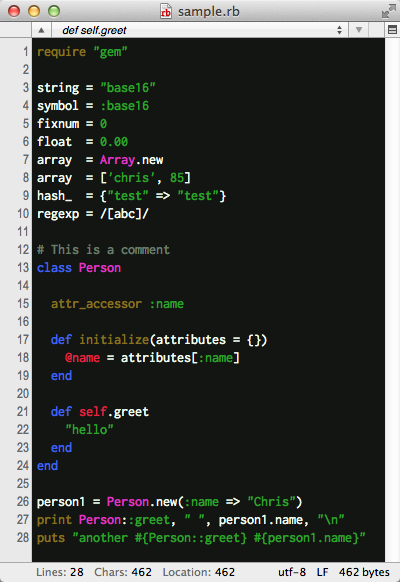 sample.rb
def self.greet
1 require "gem"
2
3 string = "base16"
4 symbol = :base16
5 fixnum = 0
6 float  = 0.00
7 array  = Array.new
8 array  = ['chris', 85]
9 hash_  = {"test" => "test"}
10 regexp = /[abc]/
11
12 # This is a comment
13 class Person
14
15   attr_accessor :name
16
17   def initialize(attributes = {})
18     @name = attributes[:name]
19   end
20
21   def self.greet
22     "hello"
23   end
24 end
25
26 person1 = Person.new(:name => "Chris")
27 print Person::greet, " ", person1.name, "\n"
28 puts "another #{Person::greet} #{person1.name}"
Lines: 28 Chars: 462 Location: 462 utf-8 LF 462 bytes